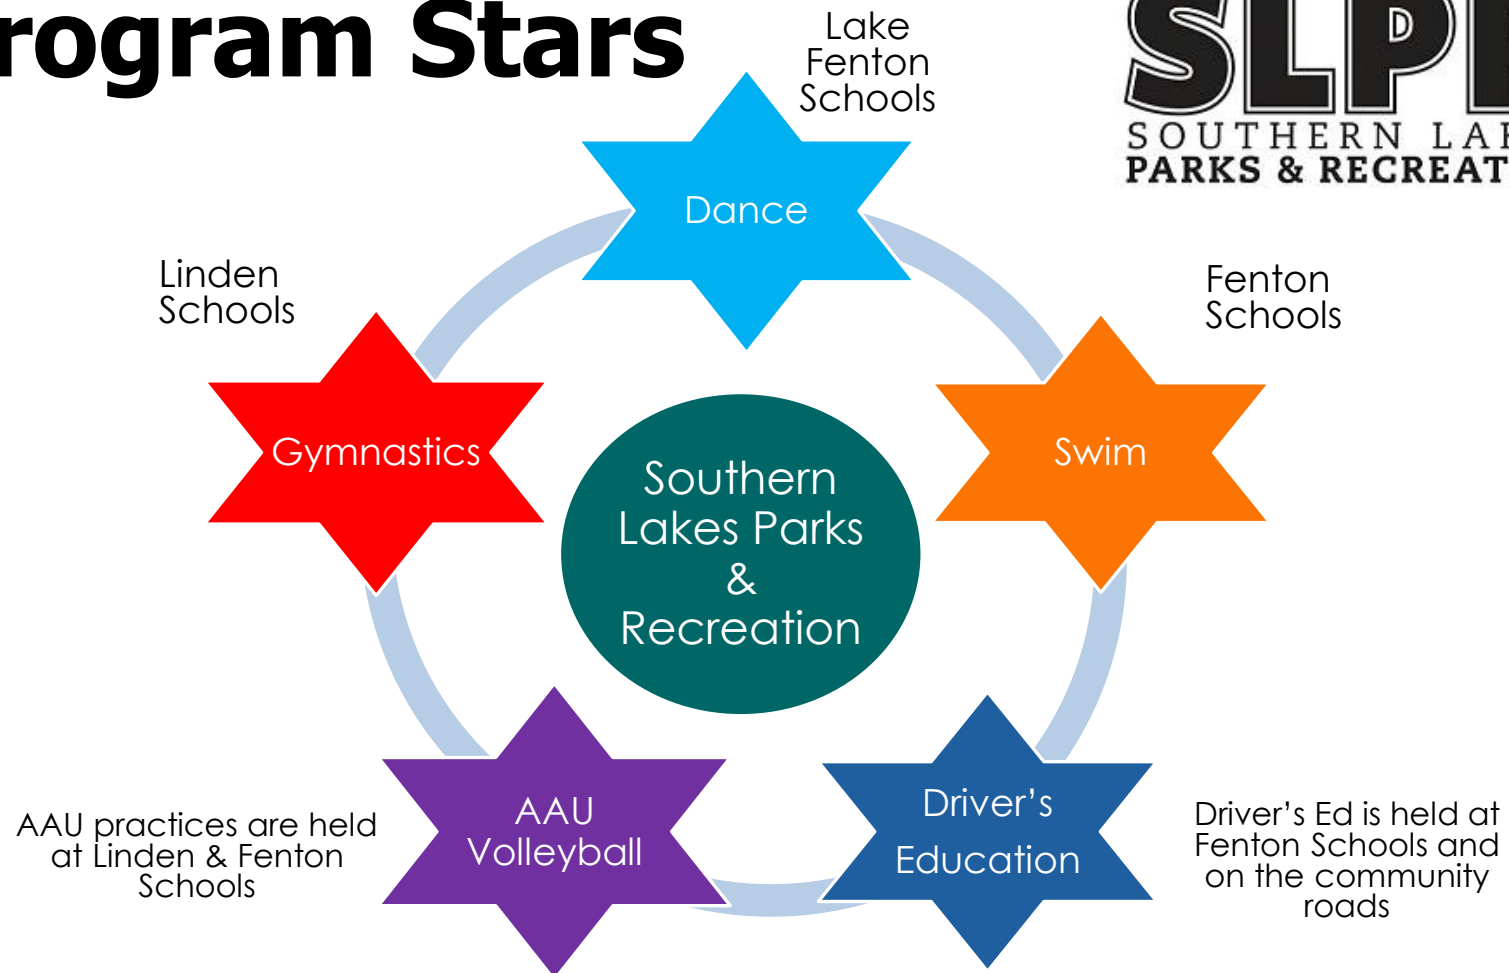 rogram Stars
Lake
Fenton
Schools
SLP
SOUTHERN LA
PARKS & RECREAT
Dance
Linden
Schools
Fenton
Schools
Gymnastics
Swim
Southern
Lakes Parks
&
Recreation
AAU
Volleyball
Driver’s
Education
AAU practices are held
at Linden & Fenton
Schools
Driver’s Ed is held at
Fenton Schools and
on the community
roads